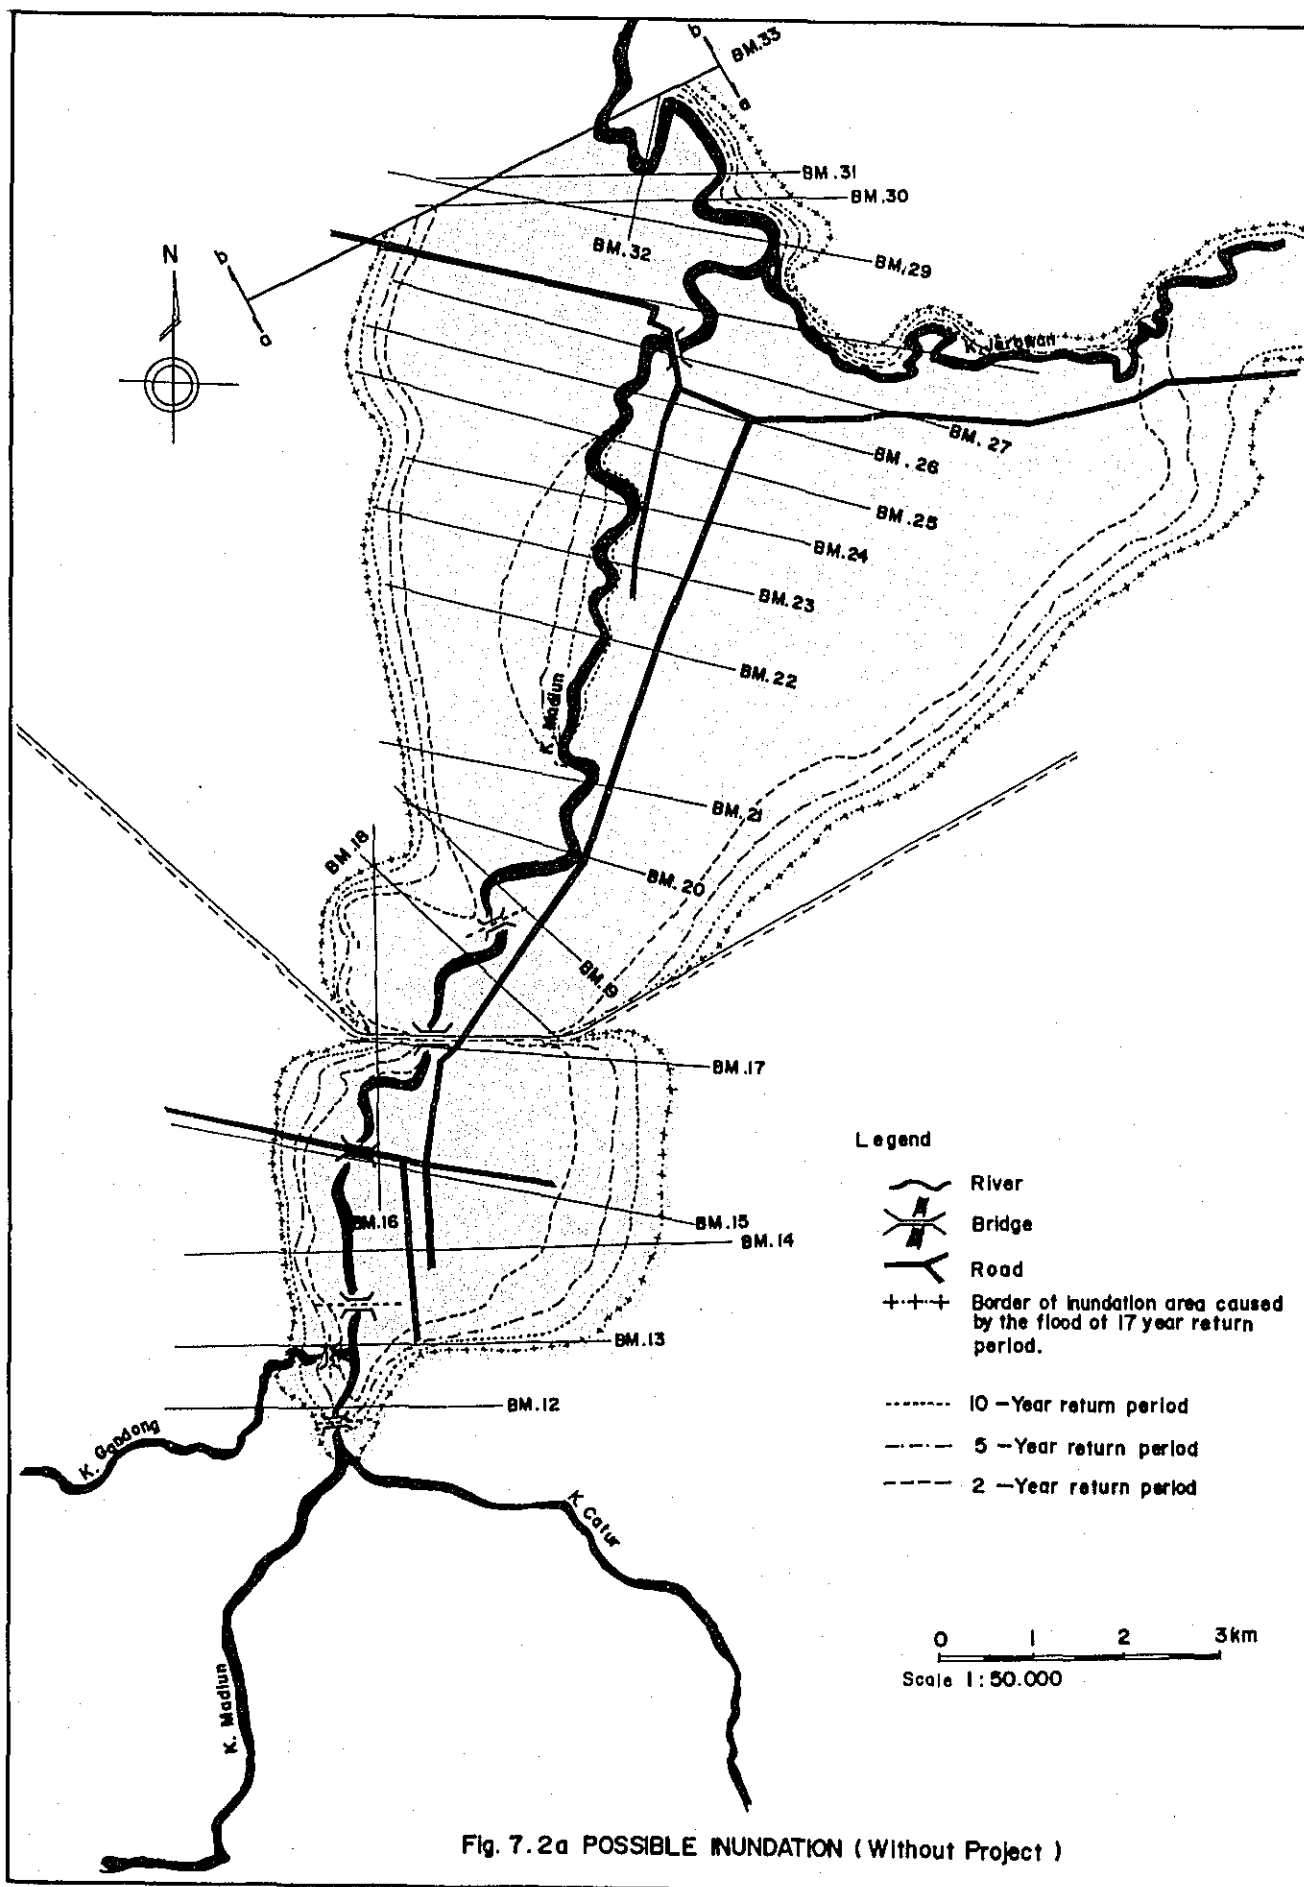 b
BM.33
a
BM.31
BM.30
BM.32
BM.29
N
b
a
K. Jerowan
BM.27
BM.26
BM.25
BM.24
BM.23
BM.22
K. Madiun
BM.21
BM.20
BM.18
BM.19
BM.17
BM.16
BM.15
BM.14
BM.13
BM.12
K. Gandong
K. Catur
K. Madiun
Legend
River
Bridge
Road
Border of inundation area caused
by the flood of 17 year return
period.
10 -Year return period
5 -Year return period
2 -Year return period
0 1 2 3km
Scale 1:50.000
Fig. 7.2a POSSIBLE INUNDATION (Without Project)